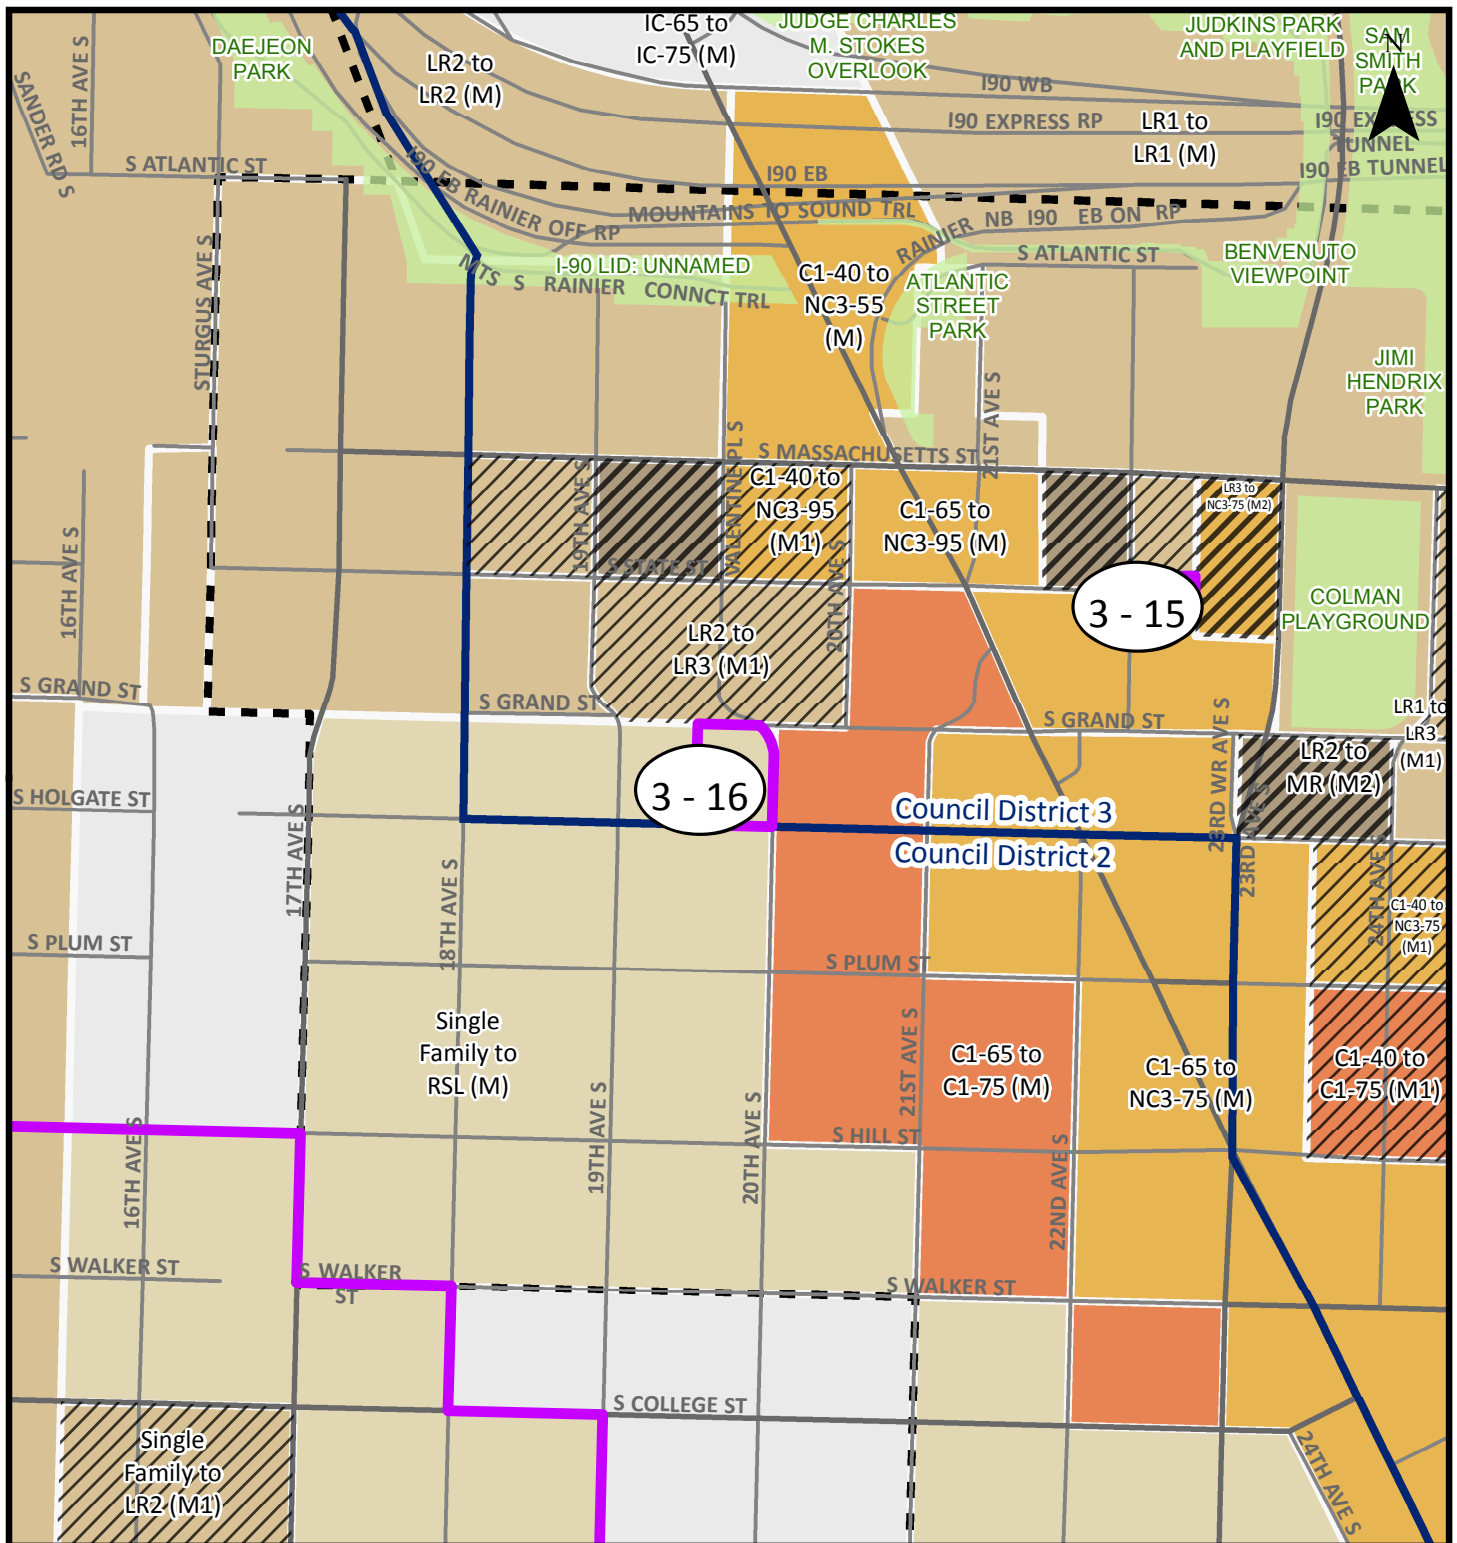 IC-65 to
IC-75 (M)
JUDGE CHARLES
M. STOKES
OVERLOOK
JUDKINS PARK
AND PLAYFIELD
SAM
SMITH
PARK
N
DAEJEON
PARK
LR2 to
LR2 (M)
16TH AVE S
SANDER RD S
I90 WB
I90 EXPRESS RP
LR1 to
LR1 (M)
I90 EXPRESS
TUNNEL
I90 EB TUNNEL
S ATLANTIC ST
I90 EB RAINIER OFF RP
I90 EB
MOUNTAINS TO SOUND TRL
RAINIER NB I90 EB ON RP
S ATLANTIC ST
BENVENUTO
VIEWPOINT
STURGUS AVE S
I-90 LID: UNNAMED
MTS S RAINIER CONNCT TRL
C1-40 to
NC3-55
(M)
ATLANTIC
STREET
PARK
JIMI
HENDRIX
PARK
21ST AVE S
S MASSACHUSETTS ST
19TH AVE S
VALENTINE PL S
C1-40 to
NC3-95
(M1)
C1-65 to
NC3-95 (M)
LR3 to
NC3-75 (M2)
16TH AVE S
S STATE ST
20TH AVE S
3 - 15
COLMAN
PLAYGROUND
LR2 to
LR3 (M1)
S GRAND ST
S GRAND ST
S GRAND ST
23RD WR AVE S
LR1 to
LR3
(M1)
LR2 to
MR (M2)
S HOLGATE ST
3 - 16
Council District 3
Council District 2
17TH AVE S
23RD AVE S
18TH AVE S
24TH AVE S
C1-40 to
NC3-75
(M1)
S PLUM ST
S PLUM ST
Single
Family to
RSL (M)
21ST AVE S
C1-65 to
C1-75 (M)
C1-65 to
NC3-75 (M)
C1-40 to
C1-75 (M1)
16TH AVE S
19TH AVE S
20TH AVE S
S HILL ST
22ND AVE S
S WALKER ST
S WALKER
ST
S WALKER ST
S COLLEGE ST
Single
Family to
LR2 (M1)
24TH AVE S